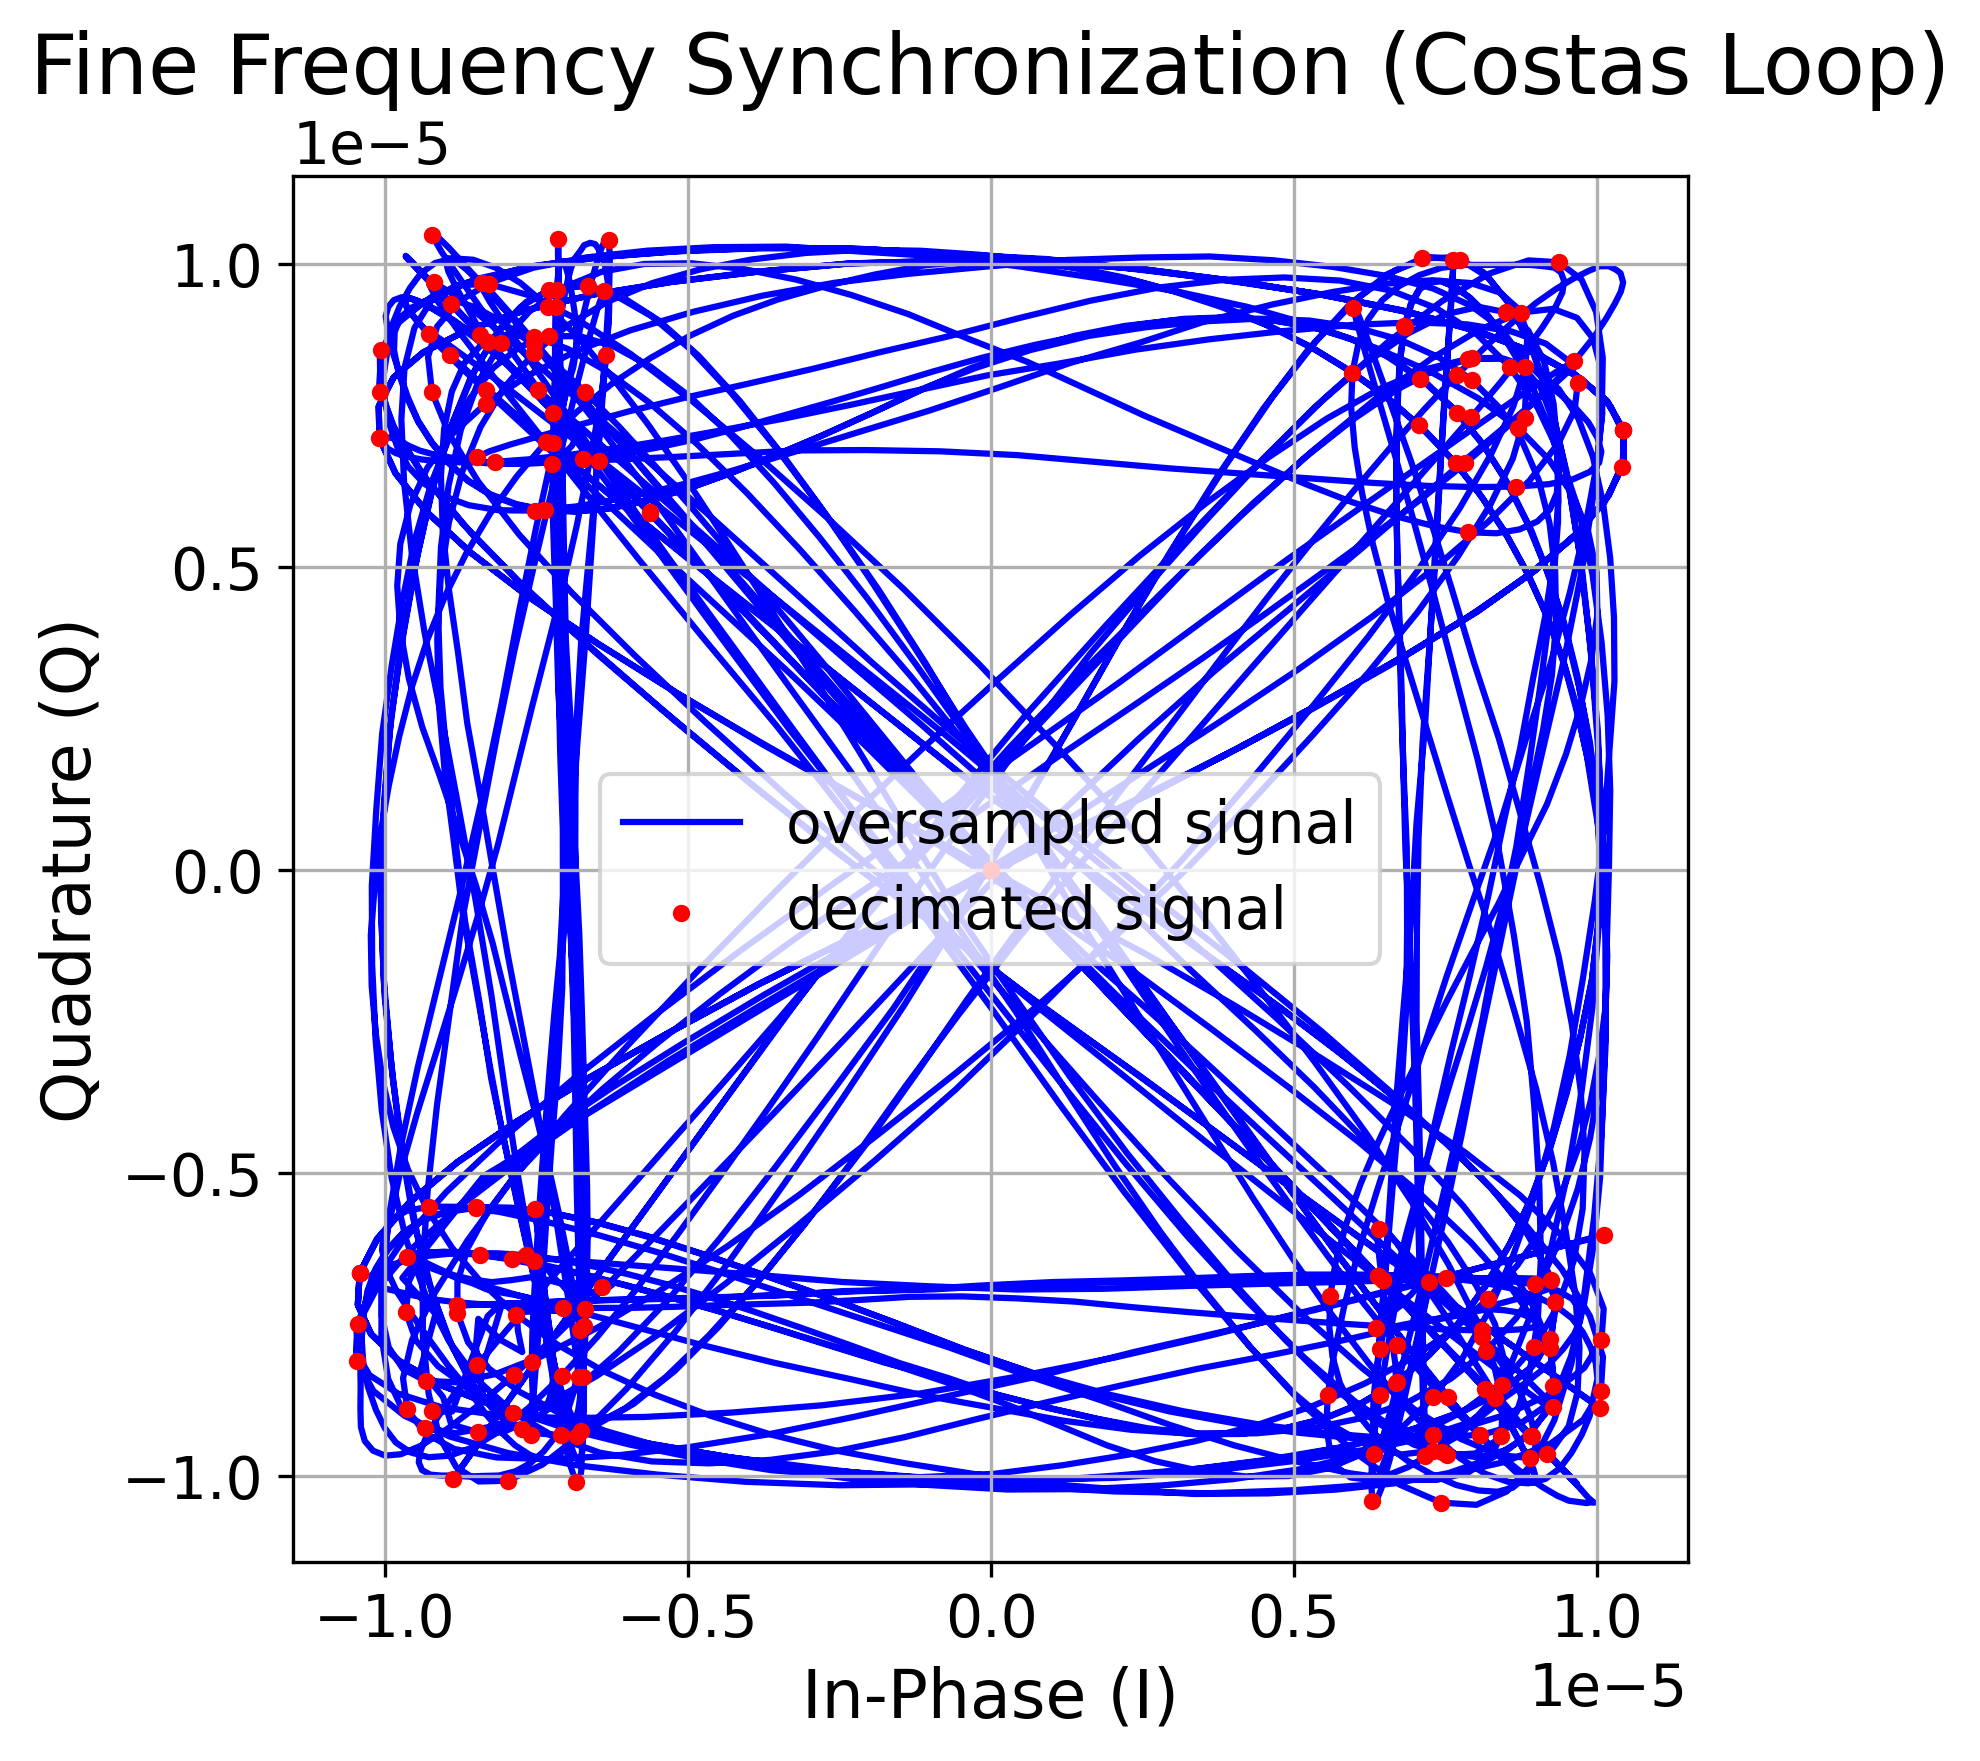 Fine Frequency Synchronization (Costas Loop)
1e−5
1.0
0.5
0.0
−0.5
−1.0
Quadrature (Q)
oversampled signal
decimated signal
−1.0 −0.5 0.0 0.5 1.0
1e−5
In-Phase (I)